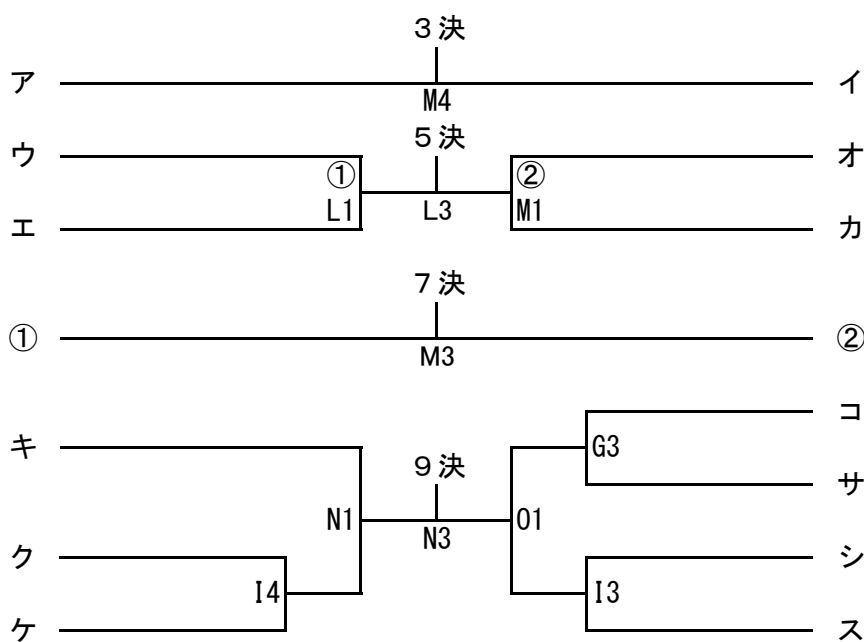 3決
ア イ
M4
5決
ウ ① ② オ
L1 L3 M1
エ カ
7決
① ②
M3
コ
キ G3
9決 サ
N1 N3 O1
ク シ
I4 I3
ケ ス